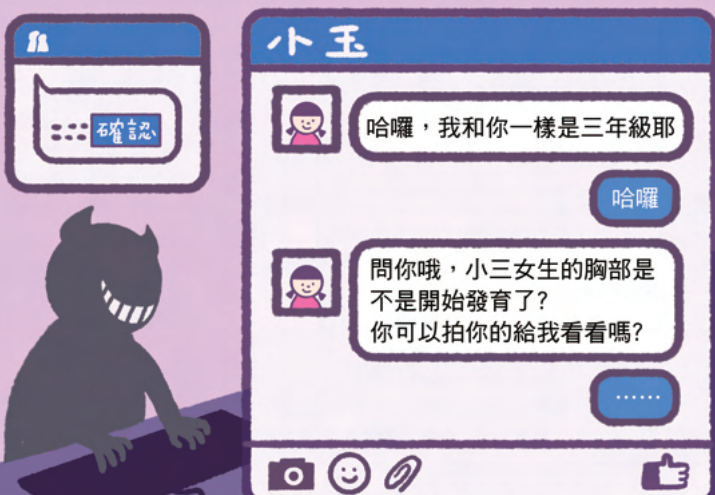 確認
小玉
哈囉，我和你一樣是三年級耶
哈囉
問你哦，小三女生的胸部是
不是開始發育了?
你可以拍你的給我看看嗎?
……